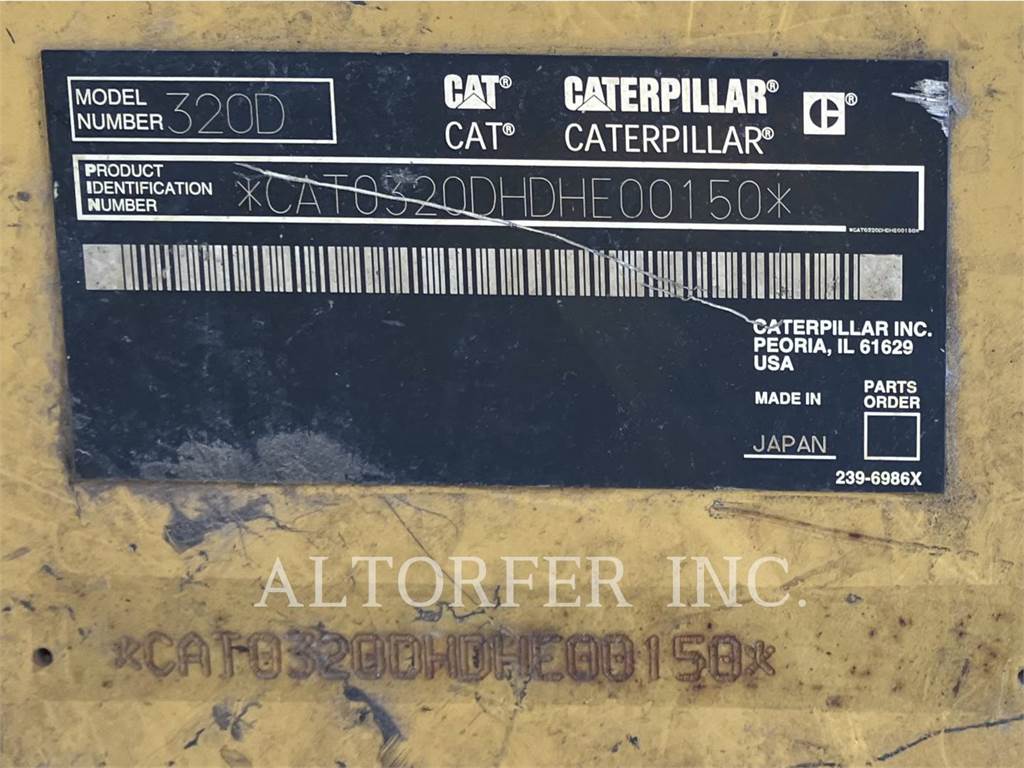 MODEL
NUMBER 320D
CAT® CATERPILLAR® C®
CAT® CATERPILLAR®
PRODUCT
IDENTIFICATION
NUMBER
*CAT0320DHDHE00150*
*CAT0320DHDHE00150*
CATERPILLAR INC.
PEORIA, IL 61629
USA
MADE IN
JAPAN
PARTS
ORDER
239-6986X
ALTORFER INC.
*CAT0320DHDHE00150*